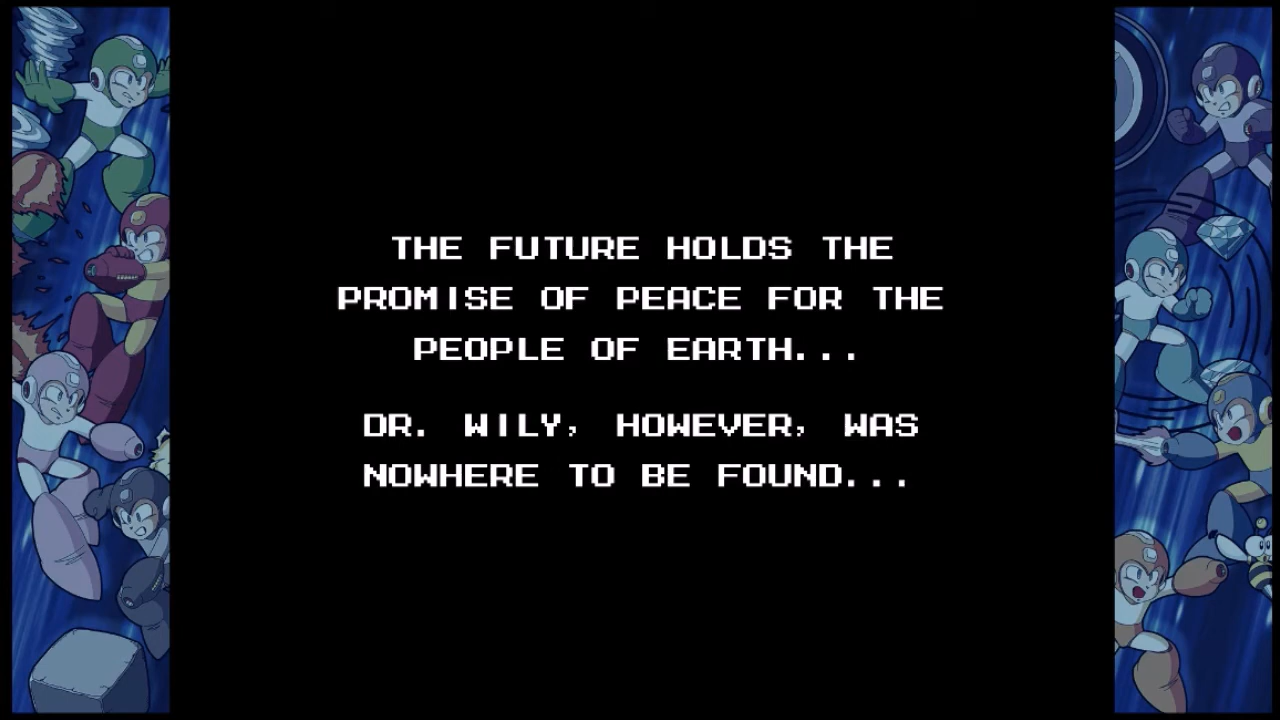 THE FUTURE HOLDS THE
PROMISE OF PEACE FOR THE
PEOPLE OF EARTH...
DR. WILY, HOWEVER, WAS
NOWHERE TO BE FOUND...